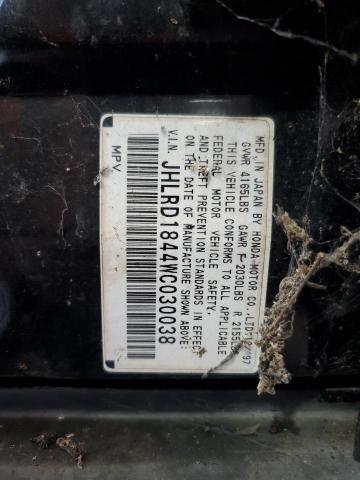 MFD. IN JAPAN BY HONDA MOTOR CO., LTD. 12/97
GVWR 4165LBS GAWR F 2030LBS R 2155LBS
THIS VEHICLE CONFORMS TO ALL APPLICABLE
FEDERAL MOTOR VEHICLE SAFETY,
AND THEFT PREVENTION STANDARDS IN EFFECT
ON THE DATE OF MANUFACTURE SHOWN ABOVE:
V.I.N. JHLRD1844WC030038
MPV